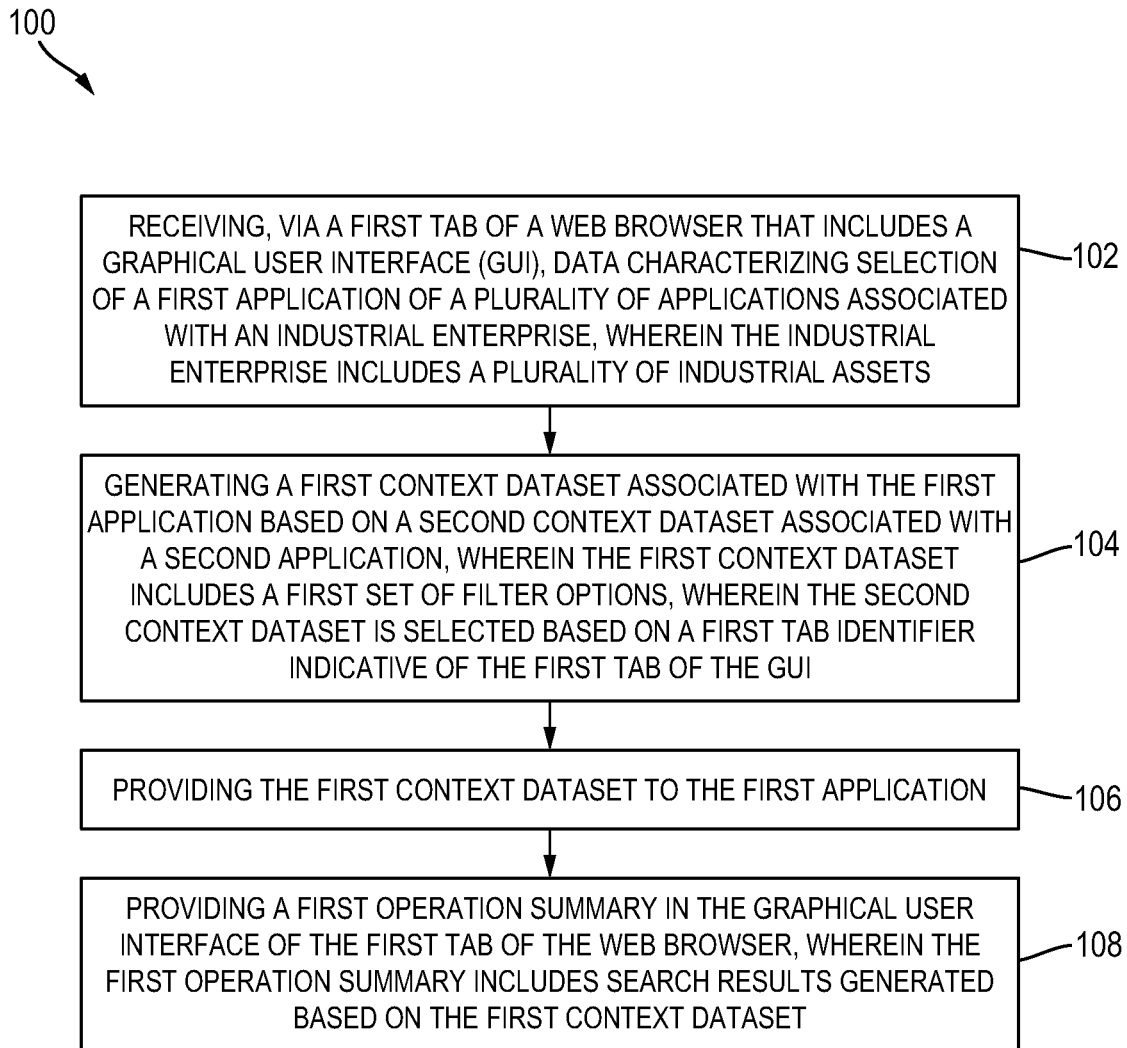 100
RECEIVING, VIA A FIRST TAB OF A WEB BROWSER THAT INCLUDES A
GRAPHICAL USER INTERFACE (GUI), DATA CHARACTERIZING SELECTION
OF A FIRST APPLICATION OF A PLURALITY OF APPLICATIONS ASSOCIATED
WITH AN INDUSTRIAL ENTERPRISE, WHEREIN THE INDUSTRIAL
ENTERPRISE INCLUDES A PLURALITY OF INDUSTRIAL ASSETS
102
GENERATING A FIRST CONTEXT DATASET ASSOCIATED WITH THE FIRST
APPLICATION BASED ON A SECOND CONTEXT DATASET ASSOCIATED WITH
A SECOND APPLICATION, WHEREIN THE FIRST CONTEXT DATASET
INCLUDES A FIRST SET OF FILTER OPTIONS, WHEREIN THE SECOND
CONTEXT DATASET IS SELECTED BASED ON A FIRST TAB IDENTIFIER
INDICATIVE OF THE FIRST TAB OF THE GUI
104
PROVIDING THE FIRST CONTEXT DATASET TO THE FIRST APPLICATION
106
PROVIDING A FIRST OPERATION SUMMARY IN THE GRAPHICAL USER
INTERFACE OF THE FIRST TAB OF THE WEB BROWSER, WHEREIN THE
FIRST OPERATION SUMMARY INCLUDES SEARCH RESULTS GENERATED
BASED ON THE FIRST CONTEXT DATASET
108